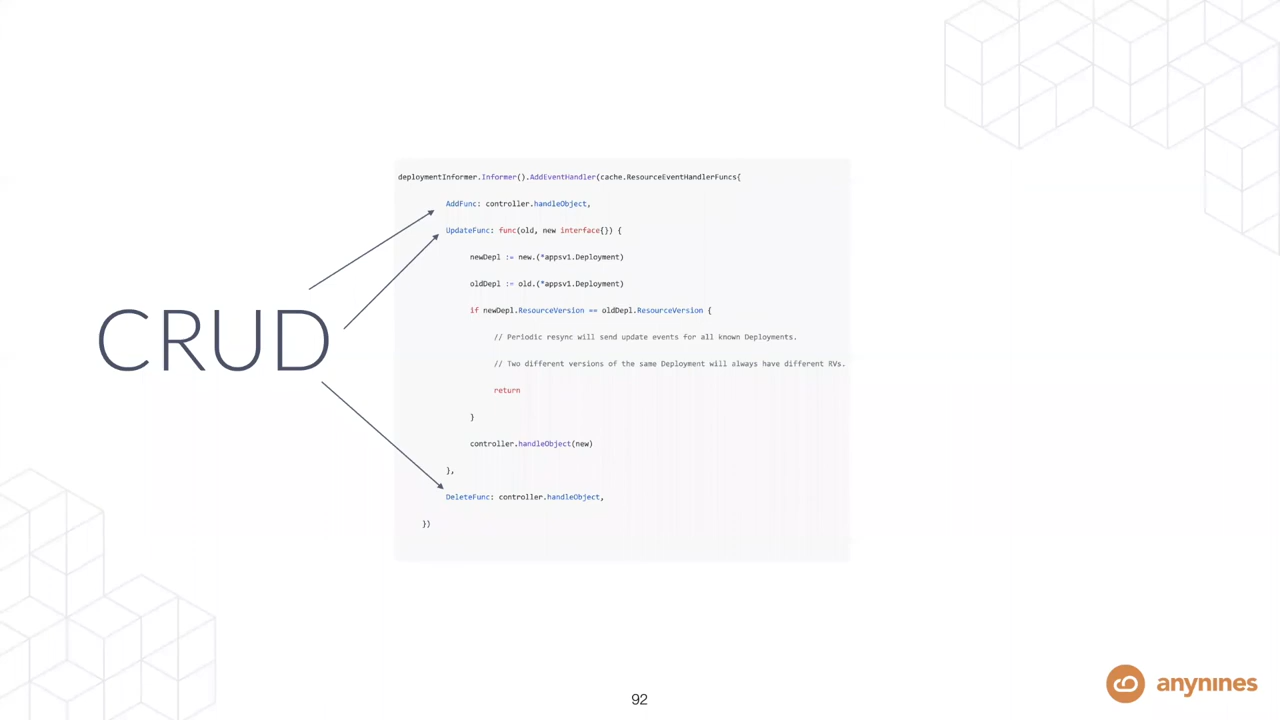 deploymentInformer.Informer().AddEventHandler(cache.ResourceEventHandlerFuncs{
AddFunc: controller.handleObject,
UpdateFunc: func(old, new interface{}) {
newDepl := new.(*appsv1.Deployment)
oldDepl := old.(*appsv1.Deployment)
if newDepl.ResourceVersion == oldDepl.ResourceVersion {
// Periodic resync will send update events for all known Deployments.
// Two different versions of the same Deployment will always have different RVs.
return
}
controller.handleObject(new)
},
DeleteFunc: controller.handleObject,
})
CRUD
92
anynines